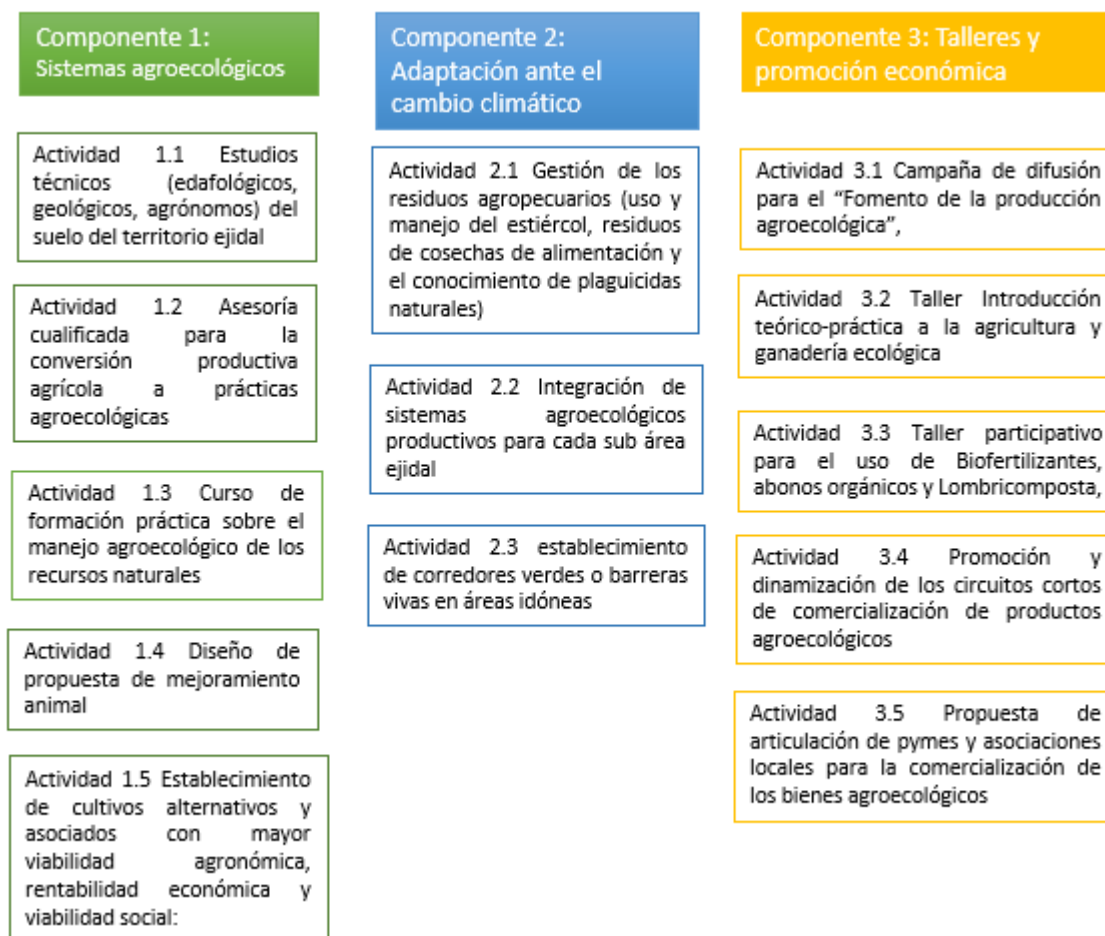 Componente 1:
Sistemas agroecológicos
Actividad 1.1 Estudios
técnicos (edafológicos,
geológicos, agrónomos) del
suelo del territorio ejidal
Actividad 1.2 Asesoría
cualificada para la
conversión productiva
agrícola a prácticas
agroecológicas
Actividad 1.3 Curso de
formación práctica sobre el
manejo agroecológico de los
recursos naturales
Actividad 1.4 Diseño de
propuesta de mejoramiento
animal
Actividad 1.5 Establecimiento
de cultivos alternativos y
asociados con mayor
viabilidad agronómica,
rentabilidad económica y
viabilidad social:
Componente 2:
Adaptación ante el
cambio climático
Actividad 2.1 Gestión de los
residuos agropecuarios (uso y
manejo del estiércol, residuos
de cosechas de alimentación y
el conocimiento de plaguicidas
naturales)
Actividad 2.2 Integración de
sistemas agroecológicos
productivos para cada sub área
ejidal
Actividad 2.3 establecimiento
de corredores verdes o barreras
vivas en áreas idóneas
Componente 3: Talleres y
promoción económica
Actividad 3.1 Campaña de difusión
para el “Fomento de la producción
agroecológica”,
Actividad 3.2 Taller Introducción
teórico-práctica a la agricultura y
ganadería ecológica
Actividad 3.3 Taller participativo
para el uso de Biofertilizantes,
abonos orgánicos y Lombricomposta,
Actividad 3.4 Promoción y
dinamización de los circuitos cortos
de comercialización de productos
agroecológicos
Actividad 3.5 Propuesta de
articulación de pymes y asociaciones
locales para la comercialización de
los bienes agroecológicos